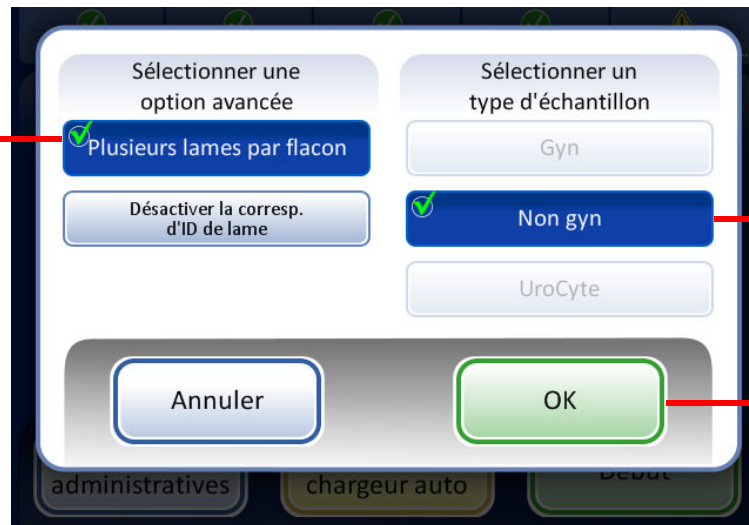 Sélectionner une
option avancée
Plusieurs lames par flacon
Désactiver la corresp.
d'ID de lame
Sélectionner un
type d'échantillon
Gyn
Non gyn
UroCyte
Annuler
OK
administratives
chargeur auto
Début